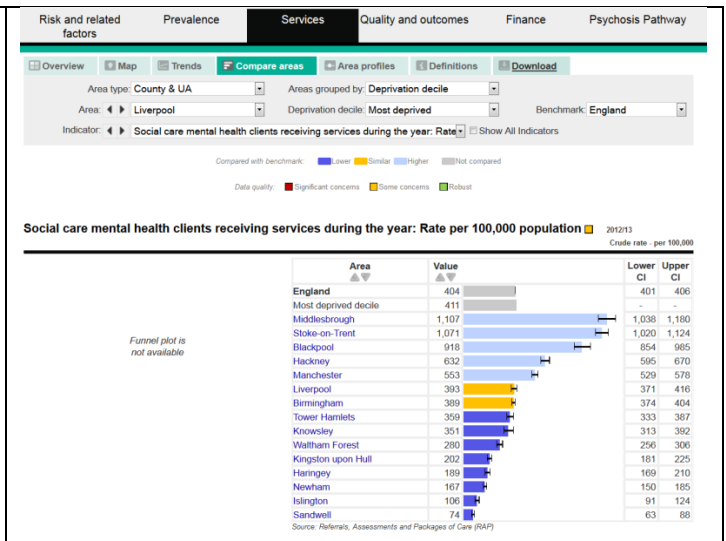 Risk and related factors Prevalence Services Quality and outcomes Finance Psychosis Pathway
Overview Map Trends Compare areas Area profiles Definitions Download
Area type: County & UA Areas grouped by: Deprivation decile
Area: Liverpool Deprivation decile: Most deprived Benchmark: England
Indicator: Social care mental health clients receiving services during the year: Rate Show All Indicators
Compared with benchmark: Lower Similar Higher Not compared
Data quality: Significant concerns Some concerns Robust
Social care mental health clients receiving services during the year: Rate per 100,000 population 2012/13
Crude rate - per 100,000
Area Value Lower CI Upper CI
England 404 401 406
Most deprived decile 411 - -
Middlesbrough 1,107 1,038 1,180
Stoke-on-Trent 1,071 1,020 1,124
Blackpool 918 854 985
Hackney 632 595 670
Manchester 553 529 578
Liverpool 393 371 416
Birmingham 389 374 404
Tower Hamlets 359 333 387
Knowsley 351 313 392
Waltham Forest 280 256 306
Kingston upon Hull 202 181 225
Haringey 189 169 210
Newham 167 150 185
Islington 106 91 124
Sandwell 74 63 88
Source: Referrals, Assessments and Packages of Care (RAP)
Funnel plot is
not available